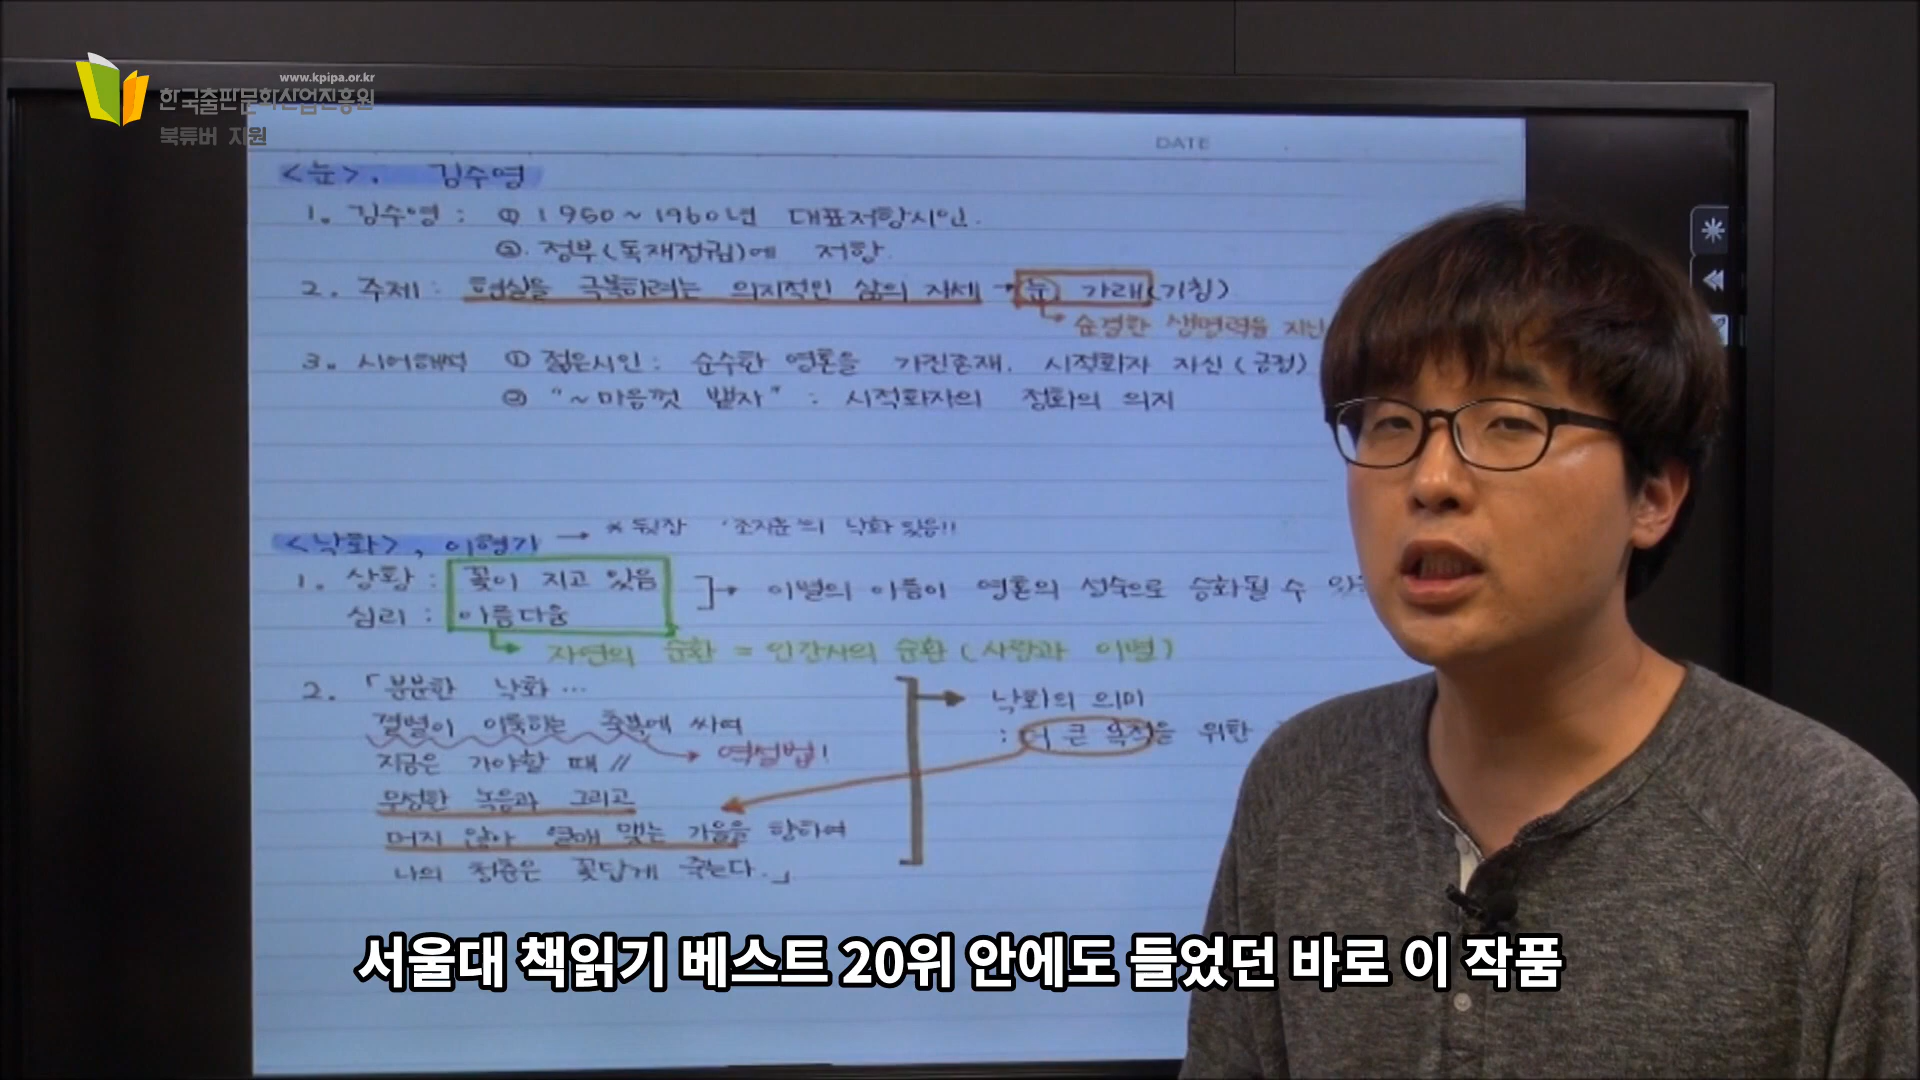 www.kpipa.or.kr
한국출판문화산업진흥원
북튜버 지원
DATE
<눈>. 김수영
1. 김수영 : ① 1950~1960년 대표저항시인.
②. 정부(독재정권)에 저항.
2. 주제 : 현실을 극복하려는 의지적인 삶의 자세 → 눈 가래(기침)
순결한 생명력을 지닌
3. 시어해석 ① 젊은시인 : 순수한 영혼을 가진존재. 시적화자 자신 (긍정)
② "~마음껏 뱉자" : 시적화자의 정화의 의지
<낙화>, 이형기 → * 뒷장 '조지훈'의 낙화 있음!!
1. 상황 : 꽃이 지고 있음
심리 : 아름다움
→ 이별의 아픔이 영혼의 성숙으로 승화될 수
자연의 순환 = 인간사의 순환 (사랑과 이별)
2. 「분분한 낙화…
결별이 이룩하는 축복에 싸여
→ 역설법!
지금은 가야할 때 //
무성한 녹음과 그리고
머지 않아 열매 맺는 가을을 향하여
나의 청춘은 꽃답게 죽는다.」
→ 낙화의 의미
: 더 큰 목적을 위한
서울대 책읽기 베스트 20위 안에도 들었던 바로 이 작품